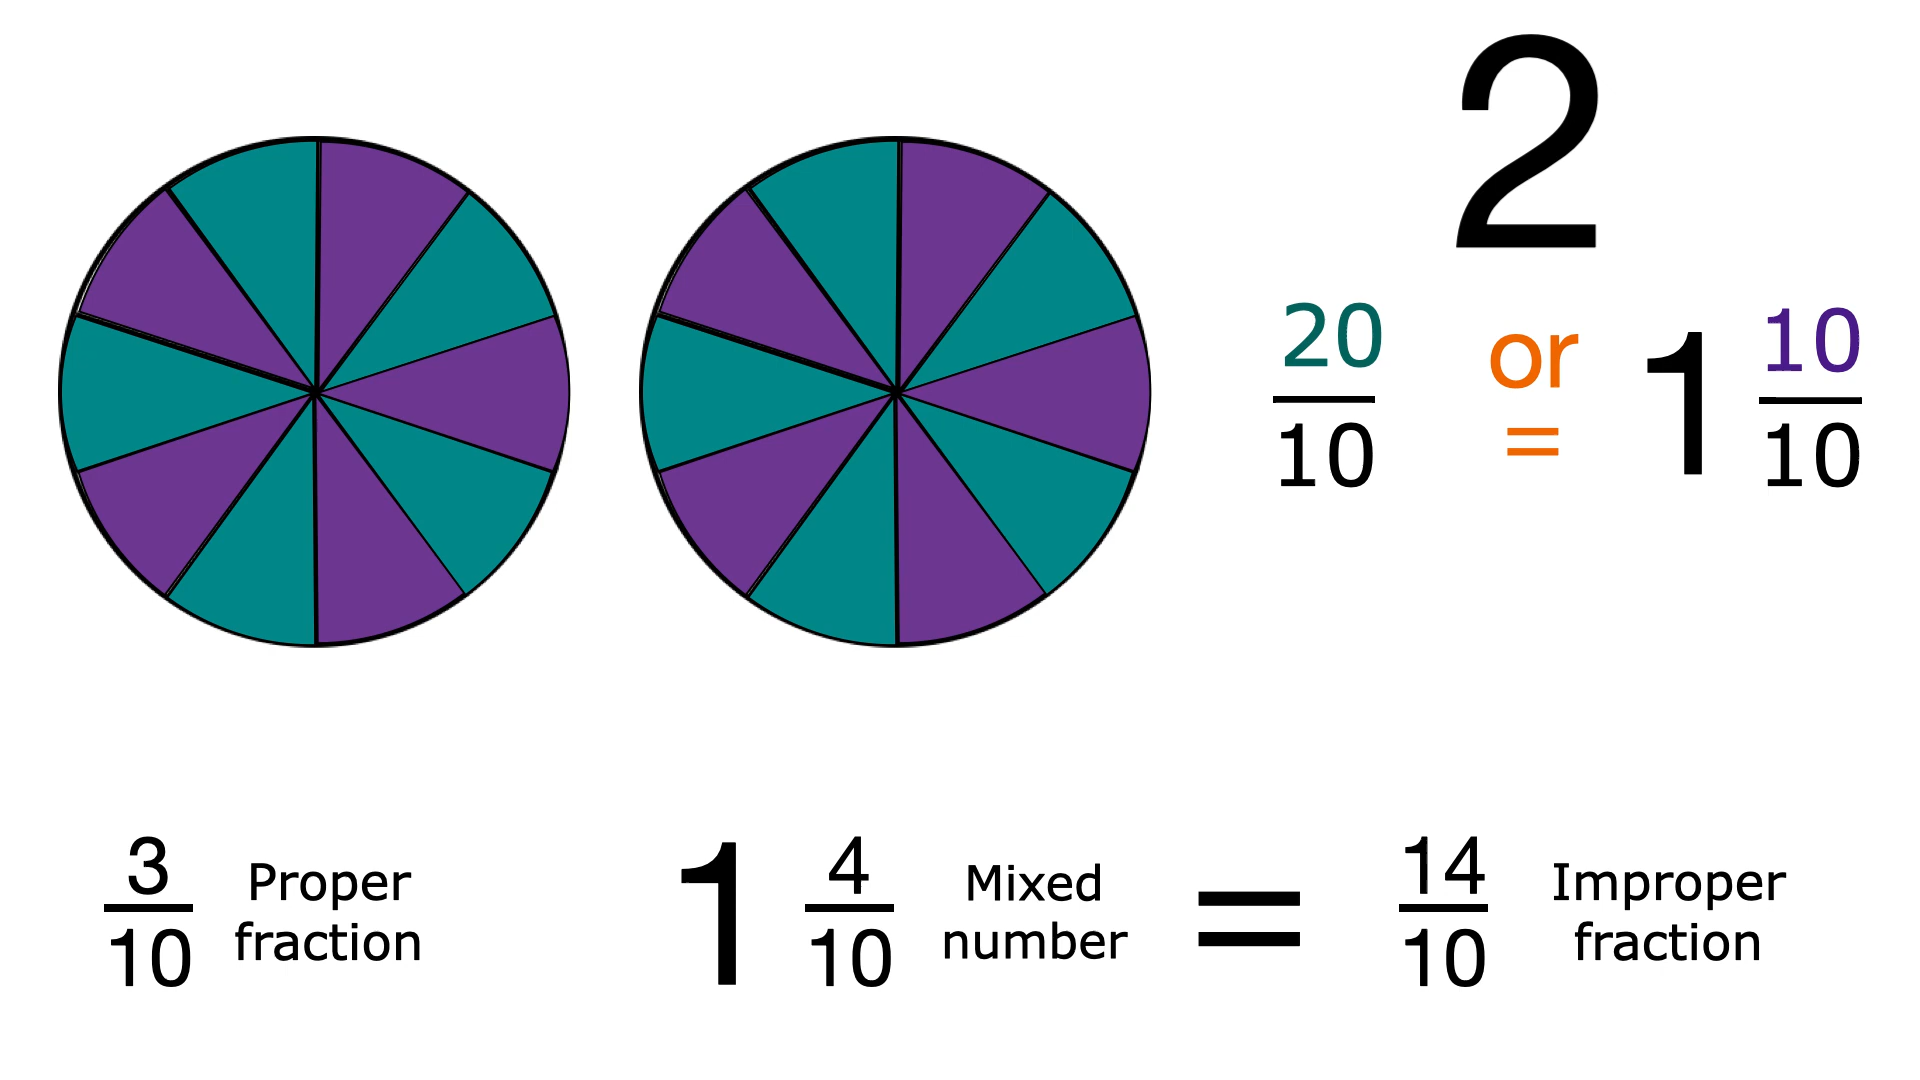 2
20
10
or
=
1
10
10
3
10
Proper
fraction
1
4
10
Mixed
number
=
14
10
Improper
fraction